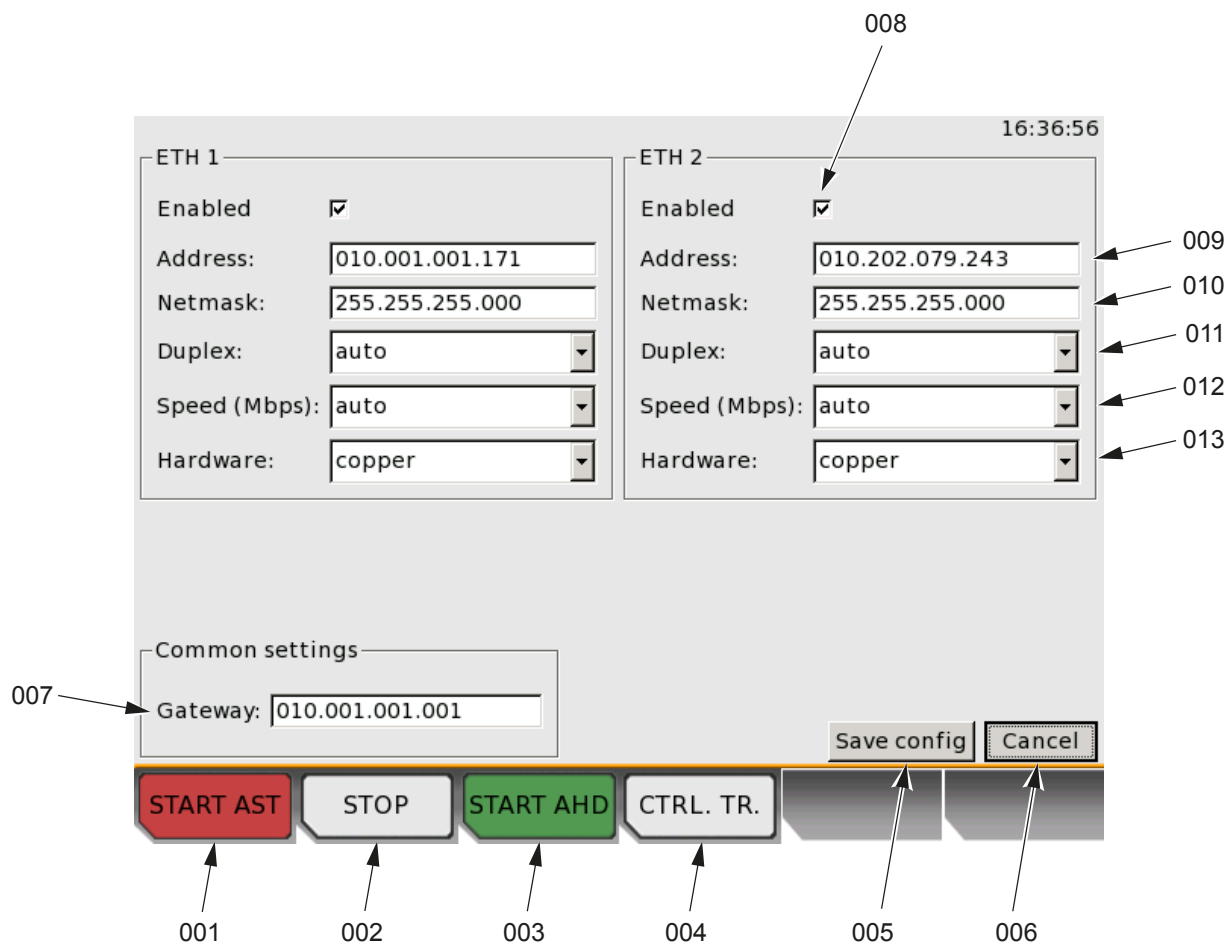 008
16:36:56
ETH 1
Enabled
Address: 010.001.001.171
Netmask: 255.255.255.000
Duplex: auto
Speed (Mbps): auto
Hardware: copper
ETH 2
Enabled
Address: 010.202.079.243
Netmask: 255.255.255.000
Duplex: auto
Speed (Mbps): auto
Hardware: copper
009
010
011
012
013
Common settings
007
Gateway: 010.001.001.001
Save config
Cancel
START AST
STOP
START AHD
CTRL. TR.
001
002
003
004
005
006